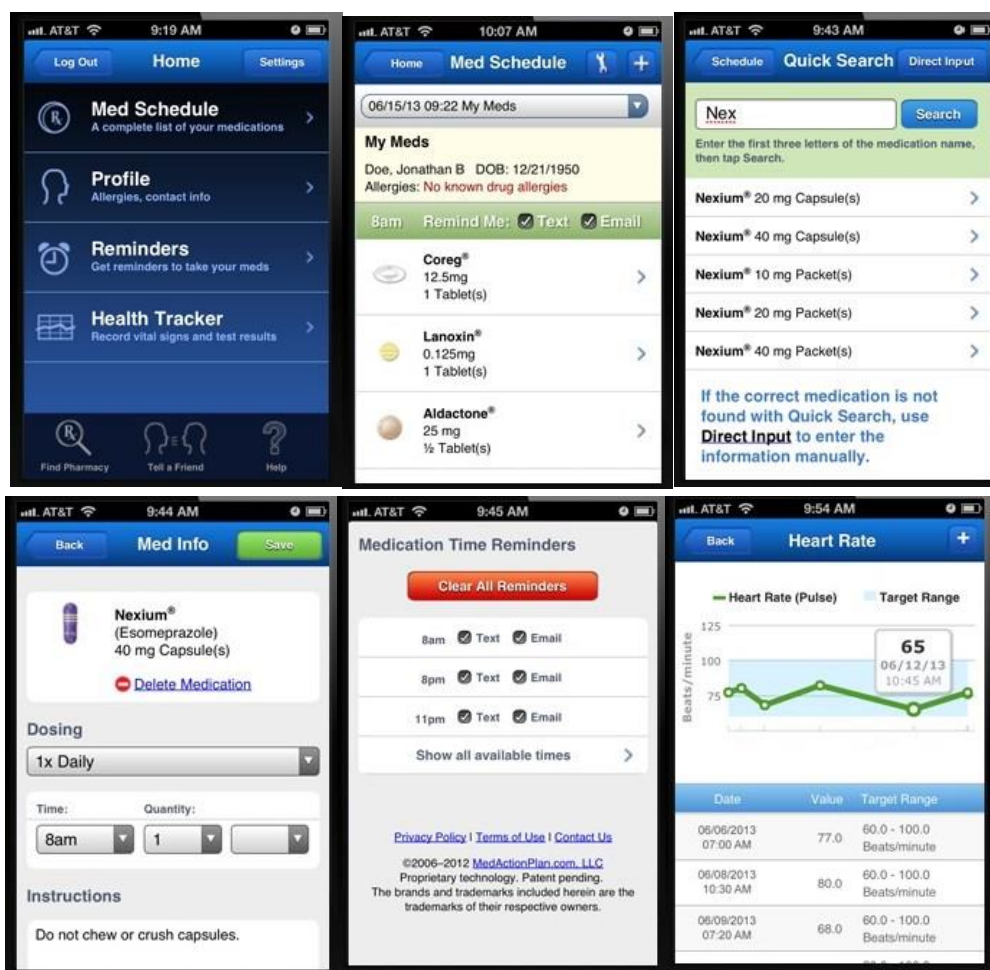 AT&T 9:19 AM
Log Out Home Settings
Med Schedule
A complete list of your medications
Profile
Allergies, contact info
Reminders
Get reminders to take your meds
Health Tracker
Record vital signs and test results
Find Pharmacy Tell a Friend Help
AT&T 10:07 AM
Home Med Schedule +
06/15/13 09:22 My Meds
My Meds
Doe, Jonathan B DOB: 12/21/1950
Allergies: No known drug allergies
8am Remind Me: Text Email
Coreg®
12.5mg
1 Tablet(s)
Lanoxin®
0.125mg
1 Tablet(s)
Aldactone®
25 mg
½ Tablet(s)
AT&T 9:43 AM
Schedule Quick Search Direct Input
Nex Search
Enter the first three letters of the medication name,
then tap Search.
Nexium® 20 mg Capsule(s)
Nexium® 40 mg Capsule(s)
Nexium® 10 mg Packet(s)
Nexium® 20 mg Packet(s)
Nexium® 40 mg Packet(s)
If the correct medication is not
found with Quick Search, use
Direct Input to enter the
information manually.
AT&T 9:44 AM
Back Med Info Save
Nexium®
(Esomeprazole)
40 mg Capsule(s)
Delete Medication
Dosing
1x Daily
Time: Quantity:
8am 1
Instructions
Do not chew or crush capsules.
AT&T 9:45 AM
Medication Time Reminders
Clear All Reminders
8am Text Email
8pm Text Email
11pm Text Email
Show all available times
Privacy Policy | Terms of Use | Contact Us
©2006–2012 MedActionPlan.com, LLC
Proprietary technology. Patent pending.
The brands and trademarks included herein are the
trademarks of their respective owners.
AT&T 9:54 AM
Back Heart Rate +
Heart Rate (Pulse) Target Range
125
100
75
Beats/minute
65
06/12/13
10:45 AM
Date Value Target Range
06/06/2013
07:00 AM
77.0
60.0 - 100.0
Beats/minute
06/08/2013
10:30 AM
80.0
60.0 - 100.0
Beats/minute
06/09/2013
07:20 AM
68.0
60.0 - 100.0
Beats/minute